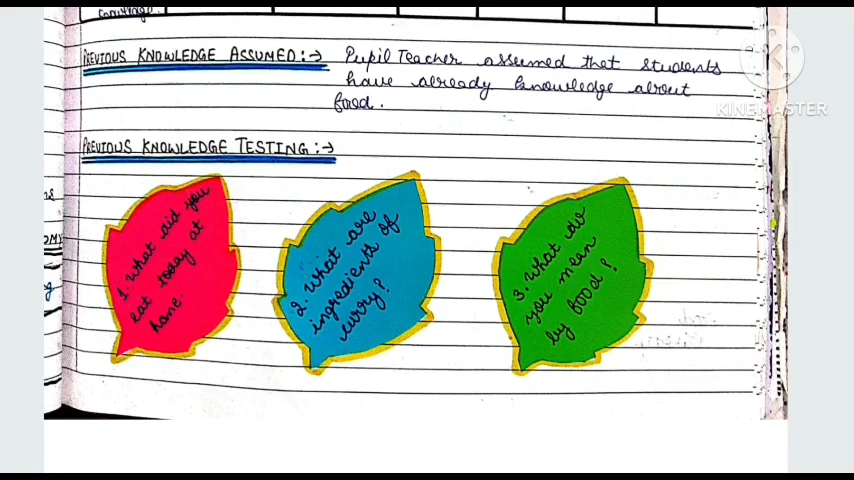 knowledge.
PREVIOUS KNOWLEDGE ASSUMED:→ Pupil Teacher assumed that students
have already knowledge about
food.
KINEMASTER
PREVIOUS KNOWLEDGE TESTING:→
1. What did you
eat today at
home.
2. What are
ingredients of
curry?
3. What do
you mean
by food?